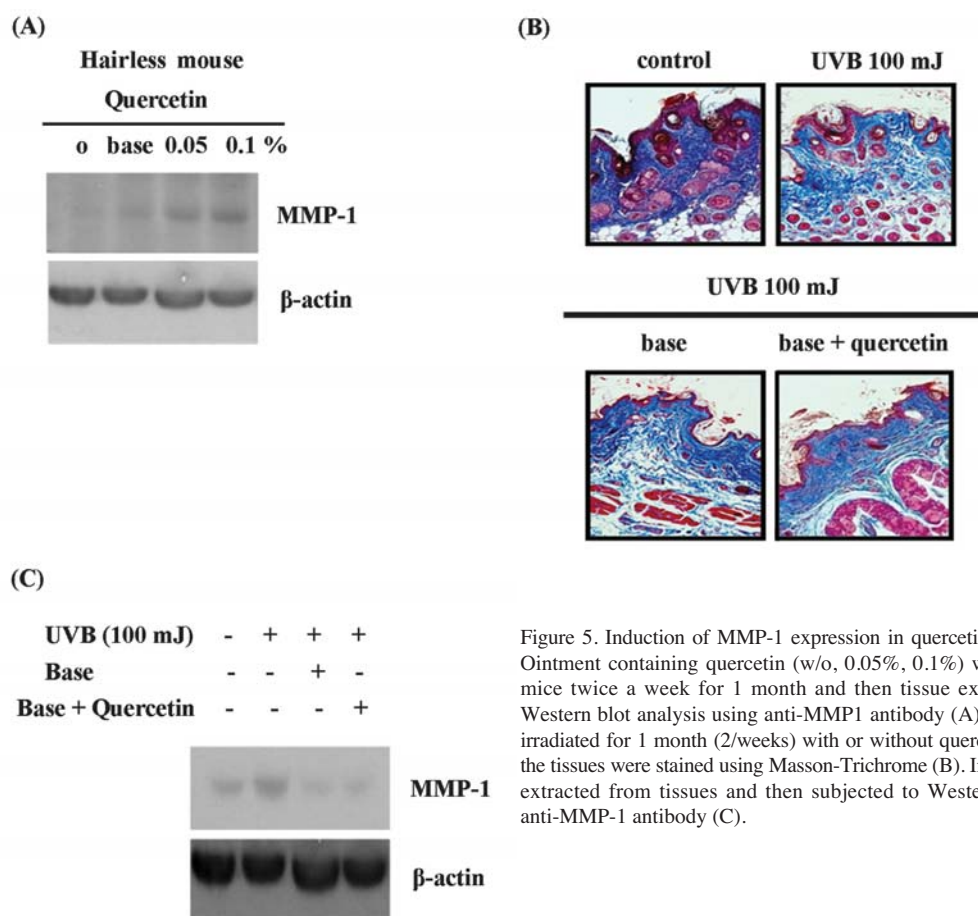 (A)
Hairless mouse
Quercetin
o base 0.05 0.1 %
MMP-1
β-actin
(B)
control UVB 100 mJ
UVB 100 mJ
base base + quercetin
(C)
UVB (100 mJ) - + + +
Base - - + -
Base + Quercetin - - - +
MMP-1
β-actin
Figure 5. Induction of MMP-1 expression in
Ointment containing quercetin (w/o, 0.05%, 0.1%)
mice twice a week for 1 month and then tissue
Western blot analysis using anti-MMP1 antibody (A)
irradiated for 1 month (2/weeks) with or without
the tissues were stained using Masson-Trichrome (B).
extracted from tissues and then subjected to
anti-MMP-1 antibody (C).